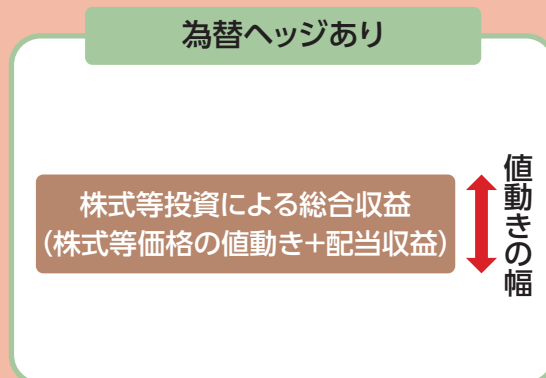 為替ヘッジあり
株式等投資による総合収益
(株式等価格の値動き+配当収益)
値動きの幅